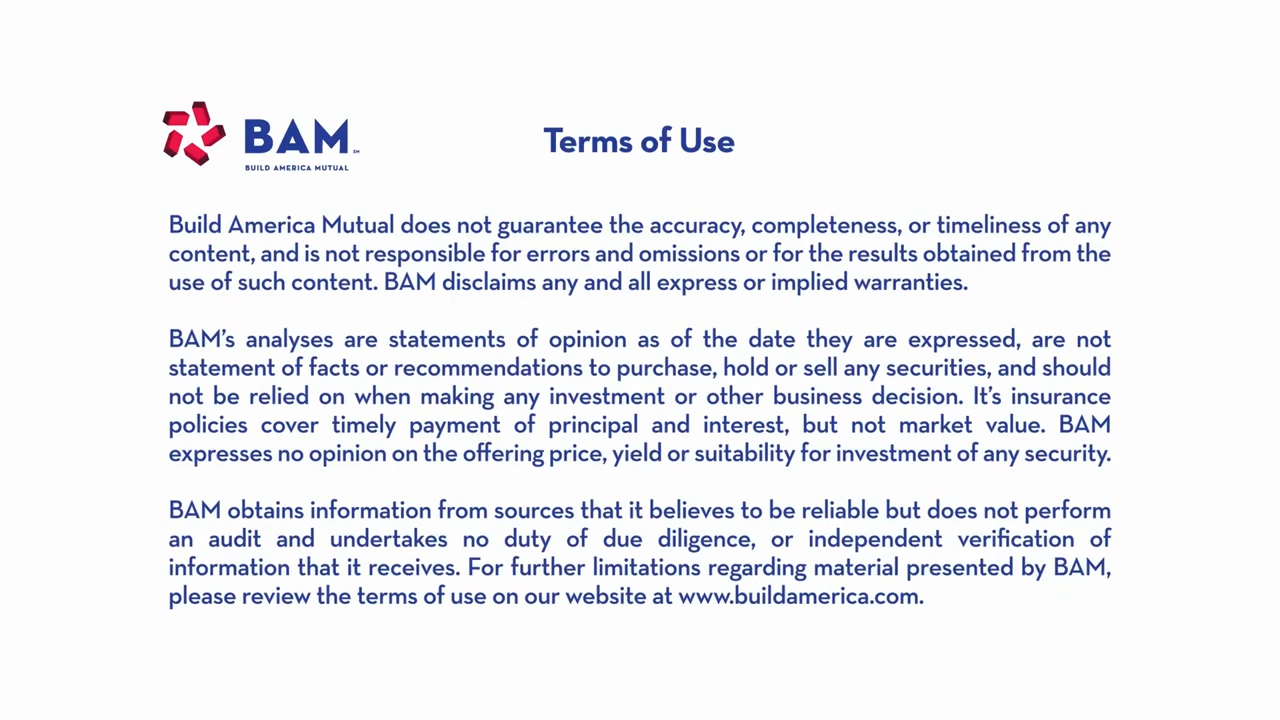 BAM
SM
BUILD AMERICA MUTUAL
Terms of Use
Build America Mutual does not guarantee the accuracy, completeness, or timeliness of any
content, and is not responsible for errors and omissions or for the results obtained from the
use of such content. BAM disclaims any and all express or implied warranties.
BAM's analyses are statements of opinion as of the date they are expressed, are not
statement of facts or recommendations to purchase, hold or sell any securities, and should
not be relied on when making any investment or other business decision. It's insurance
policies cover timely payment of principal and interest, but not market value. BAM
expresses no opinion on the offering price, yield or suitability for investment of any security.
BAM obtains information from sources that it believes to be reliable but does not perform
an audit and undertakes no duty of due diligence, or independent verification of
information that it receives. For further limitations regarding material presented by BAM,
please review the terms of use on our website at www.buildamerica.com.